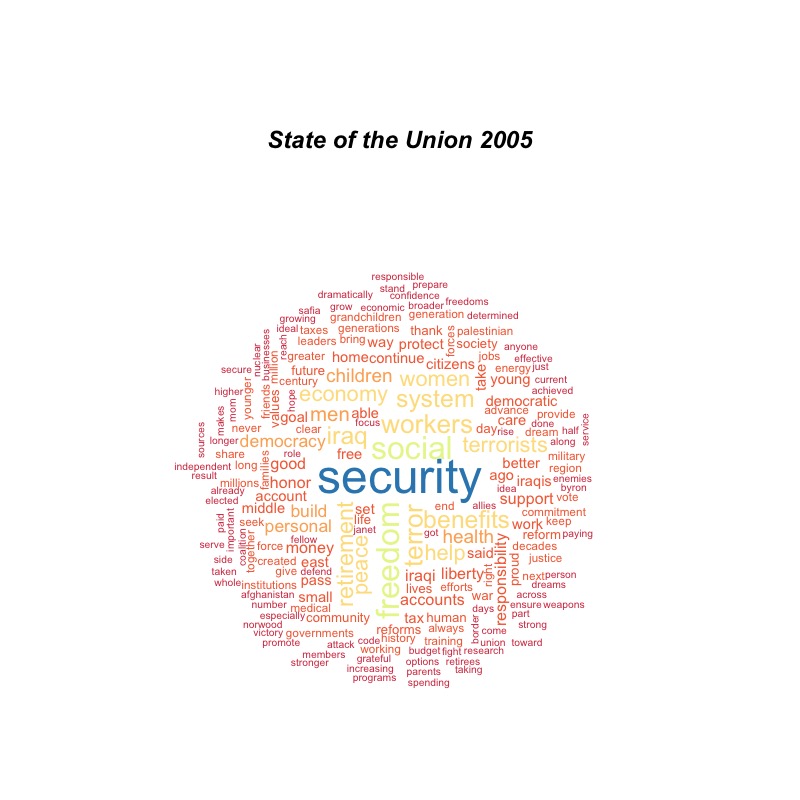 State of the Union 2005
responsible
stand prepare
dramatically confidence
safia grow economic broader freedoms
growing grandchildren generation determined
ideal taxes generations thank forces palestinian
reach leaders bring way protect society anyone
nuclear businesses million greater home continue citizens jobs effective
secure future children women take energy just
century young current
higher younger friends values hope economy system democratic achieved
makes mom goal men able workers advance provide
never clear focus care done service
sources longer democracy iraq social day rise dream half
share role free terrorists along
independent long families good security better military
result ago region
millions honor iraqis enemies
already account idea support byron
elected vote
middle build set end allies benefits commitment
paid important seek personal life got work keep
coalition together janet health reform paying
serve force fellow money retirement peace freedom terror help said responsibility decades
side created east proud justice
taken give defend iraqi liberty right next person
whole institutions pass lives efforts dreams
afghanistan small accounts war across
number medical days ensure weapons
especially community tax human border part
norwood reforms always come strong
victory governments code history training union toward
promote attack working budget fight research
members grateful options retirees
stronger increasing parents taking
programs spending